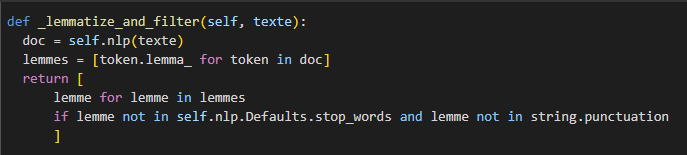 def _lemmatize_and_filter(self, texte):
  doc = self.nlp(texte)
  lemmes = [token.lemma_ for token in doc]
  return [
      lemme for lemme in lemmes
      if lemme not in self.nlp.Defaults.stop_words and lemme not in string.punctuation
      ]